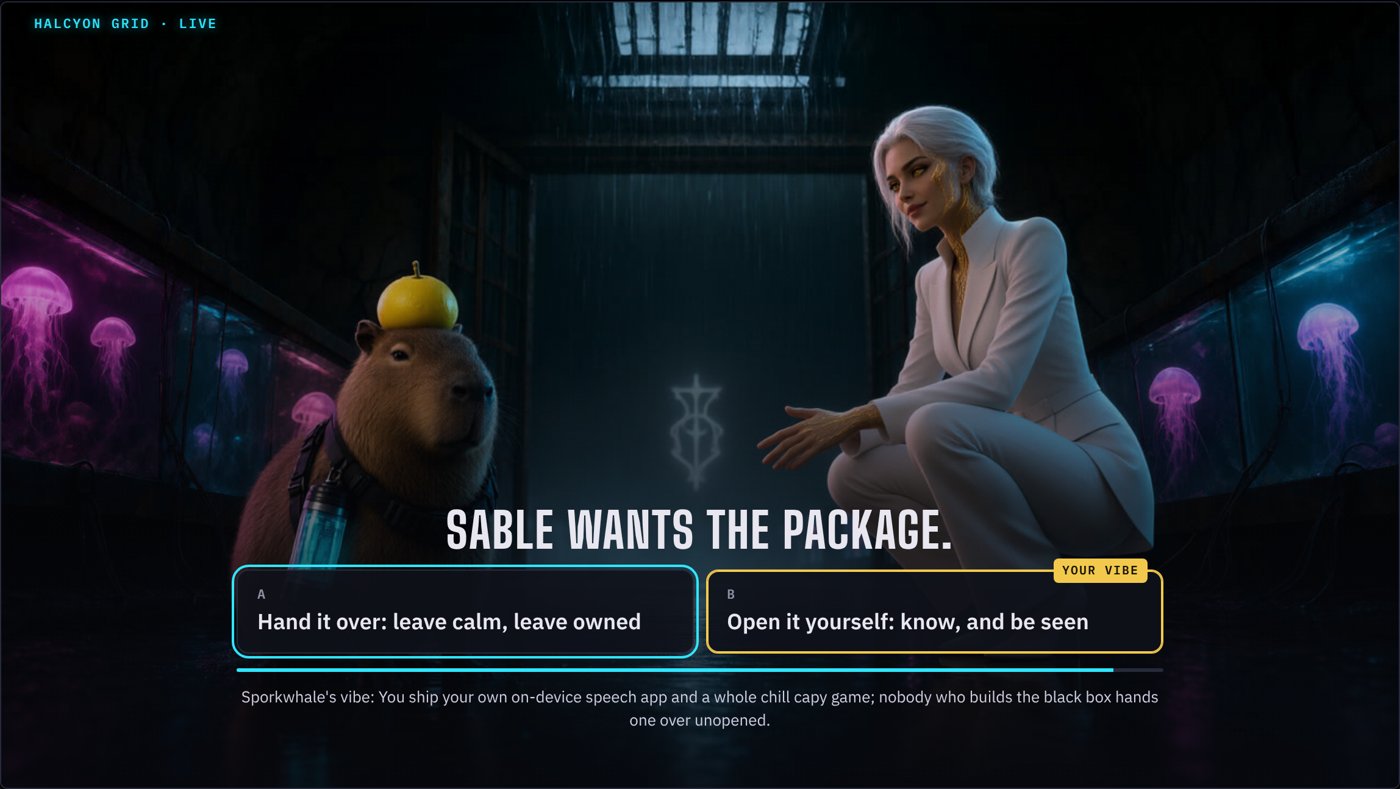 HALCYON GRID · LIVE
SABLE WANTS THE PACKAGE.
YOUR VIBE
A
Hand it over: leave calm, leave owned
B
Open it yourself: know, and be seen
Sporkwhale's vibe: You ship your own on-device speech app and a whole chill capy game; nobody who builds the black box hands
one over unopened.